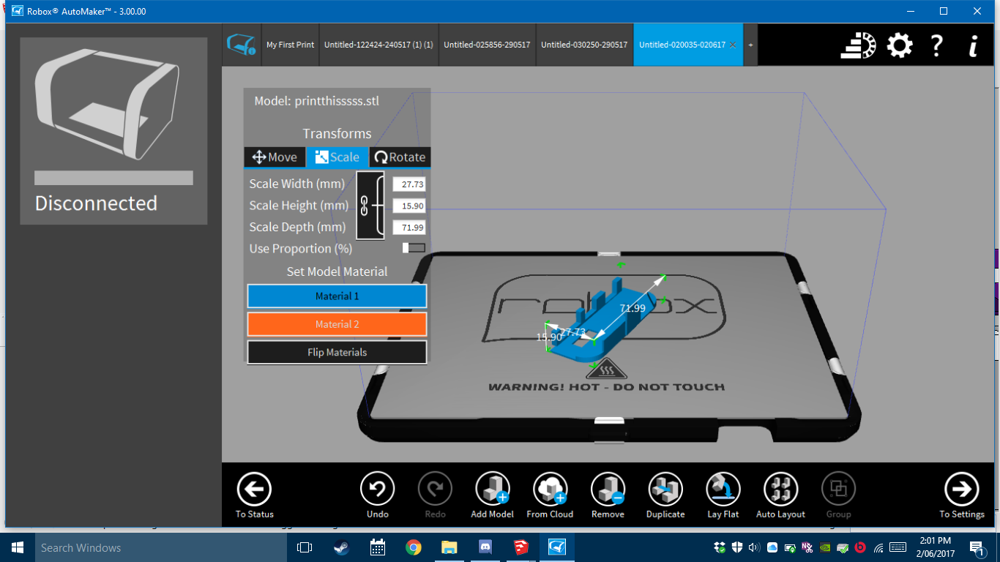 Robox® AutoMaker™ - 3.00.00
My First Print
Untitled-122424-240517 (1) (1)
Untitled-025856-290517
Untitled-030250-290517
Untitled-020035-020617
+
Disconnected
Model: printthisssss.stl
Transforms
Move
Scale
Rotate
Scale Width (mm) 27.73
Scale Height (mm) 15.90
Scale Depth (mm) 71.99
Use Proportion (%)
Set Model Material
Material 1
Material 2
Flip Materials
robox
71.99
27.73
15.90
WARNING! HOT - DO NOT TOUCH
To Status
Undo
Redo
Add Model
From Cloud
Remove
Duplicate
Lay Flat
Auto Layout
Group
To Settings
Search Windows
2:01 PM
2/06/2017
1